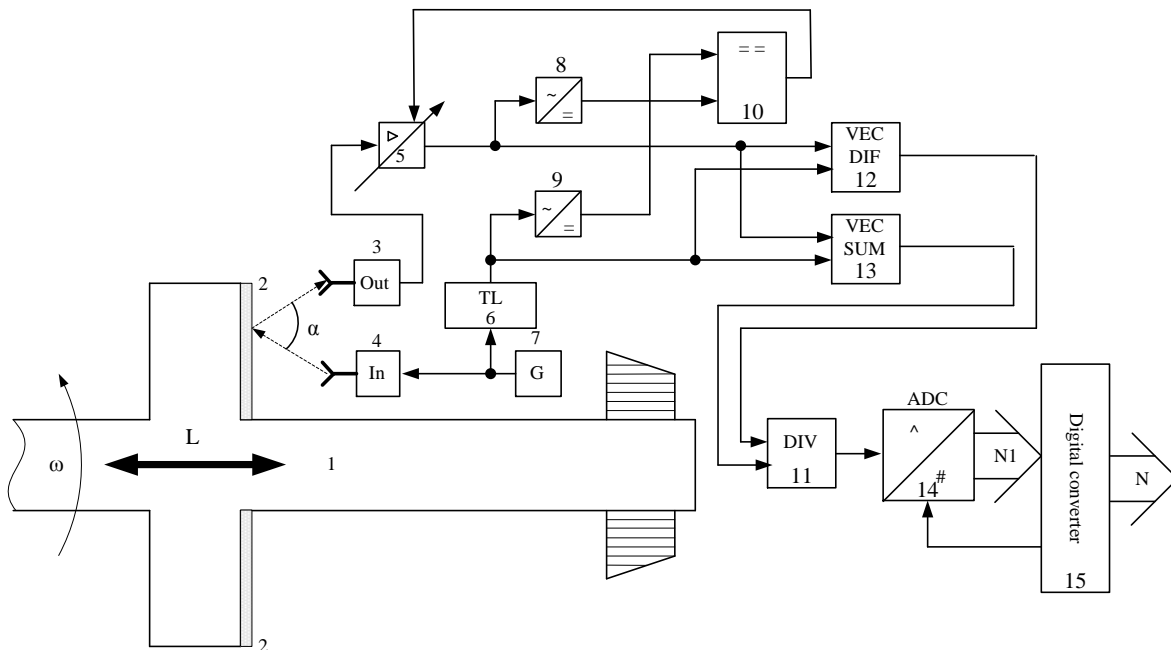 8
~
=
= =
10
▷
5
VEC
DIF
12
9
~
=
VEC
SUM
13
3
Out
2
α
TL
6
7
4
In
G
ADC
^
#
14
N1
Digital converter
15
N
DIV
11
L
1
ω
2